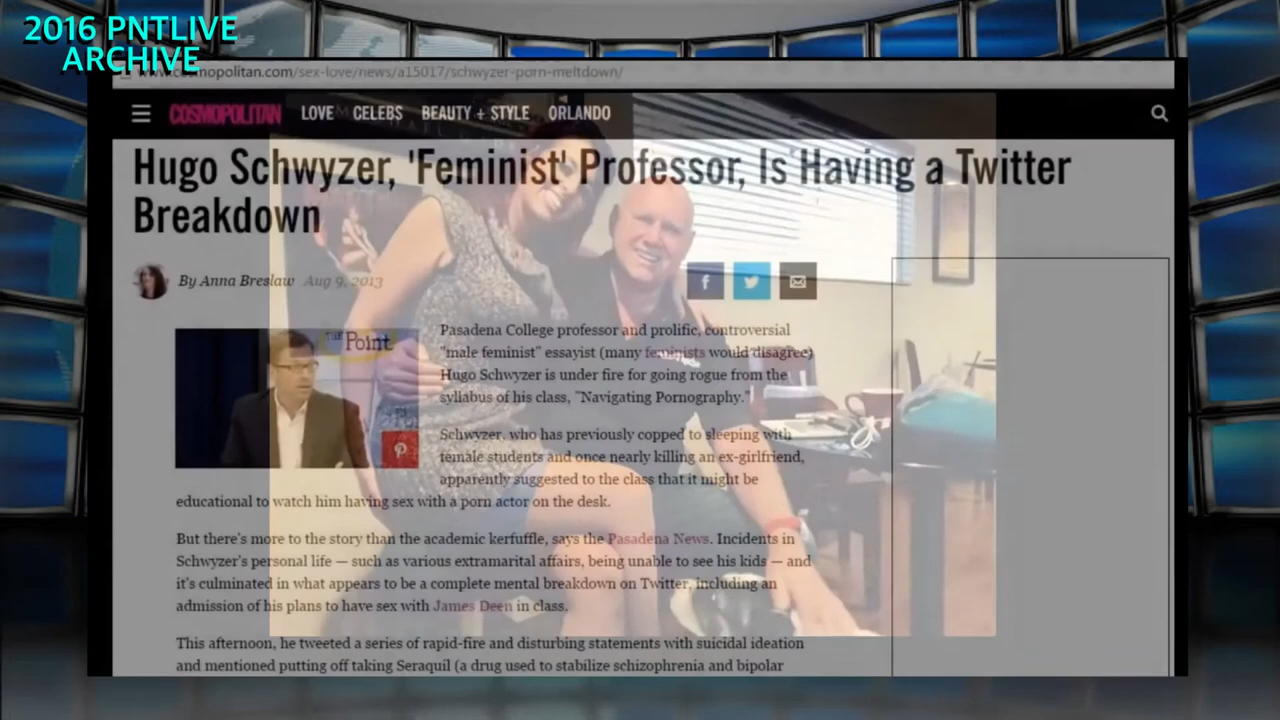 2016 PNTLIVE
ARCHIVE
www.cosmopolitan.com/sex-love/news/a15017/schwyzer-porn-meltdown/
COSMOPOLITAN LOVE CELEBS BEAUTY + STYLE ORLANDO
Hugo Schwyzer, 'Feminist' Professor, Is Having a Twitter
Breakdown
By Anna Breslaw Aug 9, 2013
THE Point
Pasadena College professor and prolific, controversial
"male feminist" essayist (many feminists would disagree)
Hugo Schwyzer is under fire for going rogue from the
syllabus of his class, "Navigating Pornography."
Schwyzer, who has previously copped to sleeping with
female students and once nearly killing an ex-girlfriend,
apparently suggested to the class that it might be
educational to watch him having sex with a porn actor on the desk.
But there's more to the story than the academic kerfuffle, says the Pasadena News. Incidents in
Schwyzer's personal life — such as various extramarital affairs, being unable to see his kids — and
it's culminated in what appears to be a complete mental breakdown on Twitter, including an
admission of his plans to have sex with James Deen in class.
This afternoon, he tweeted a series of rapid-fire and disturbing statements with suicidal ideation
and mentioned putting off taking Seraquil (a drug used to stabilize schizophrenia and bipolar